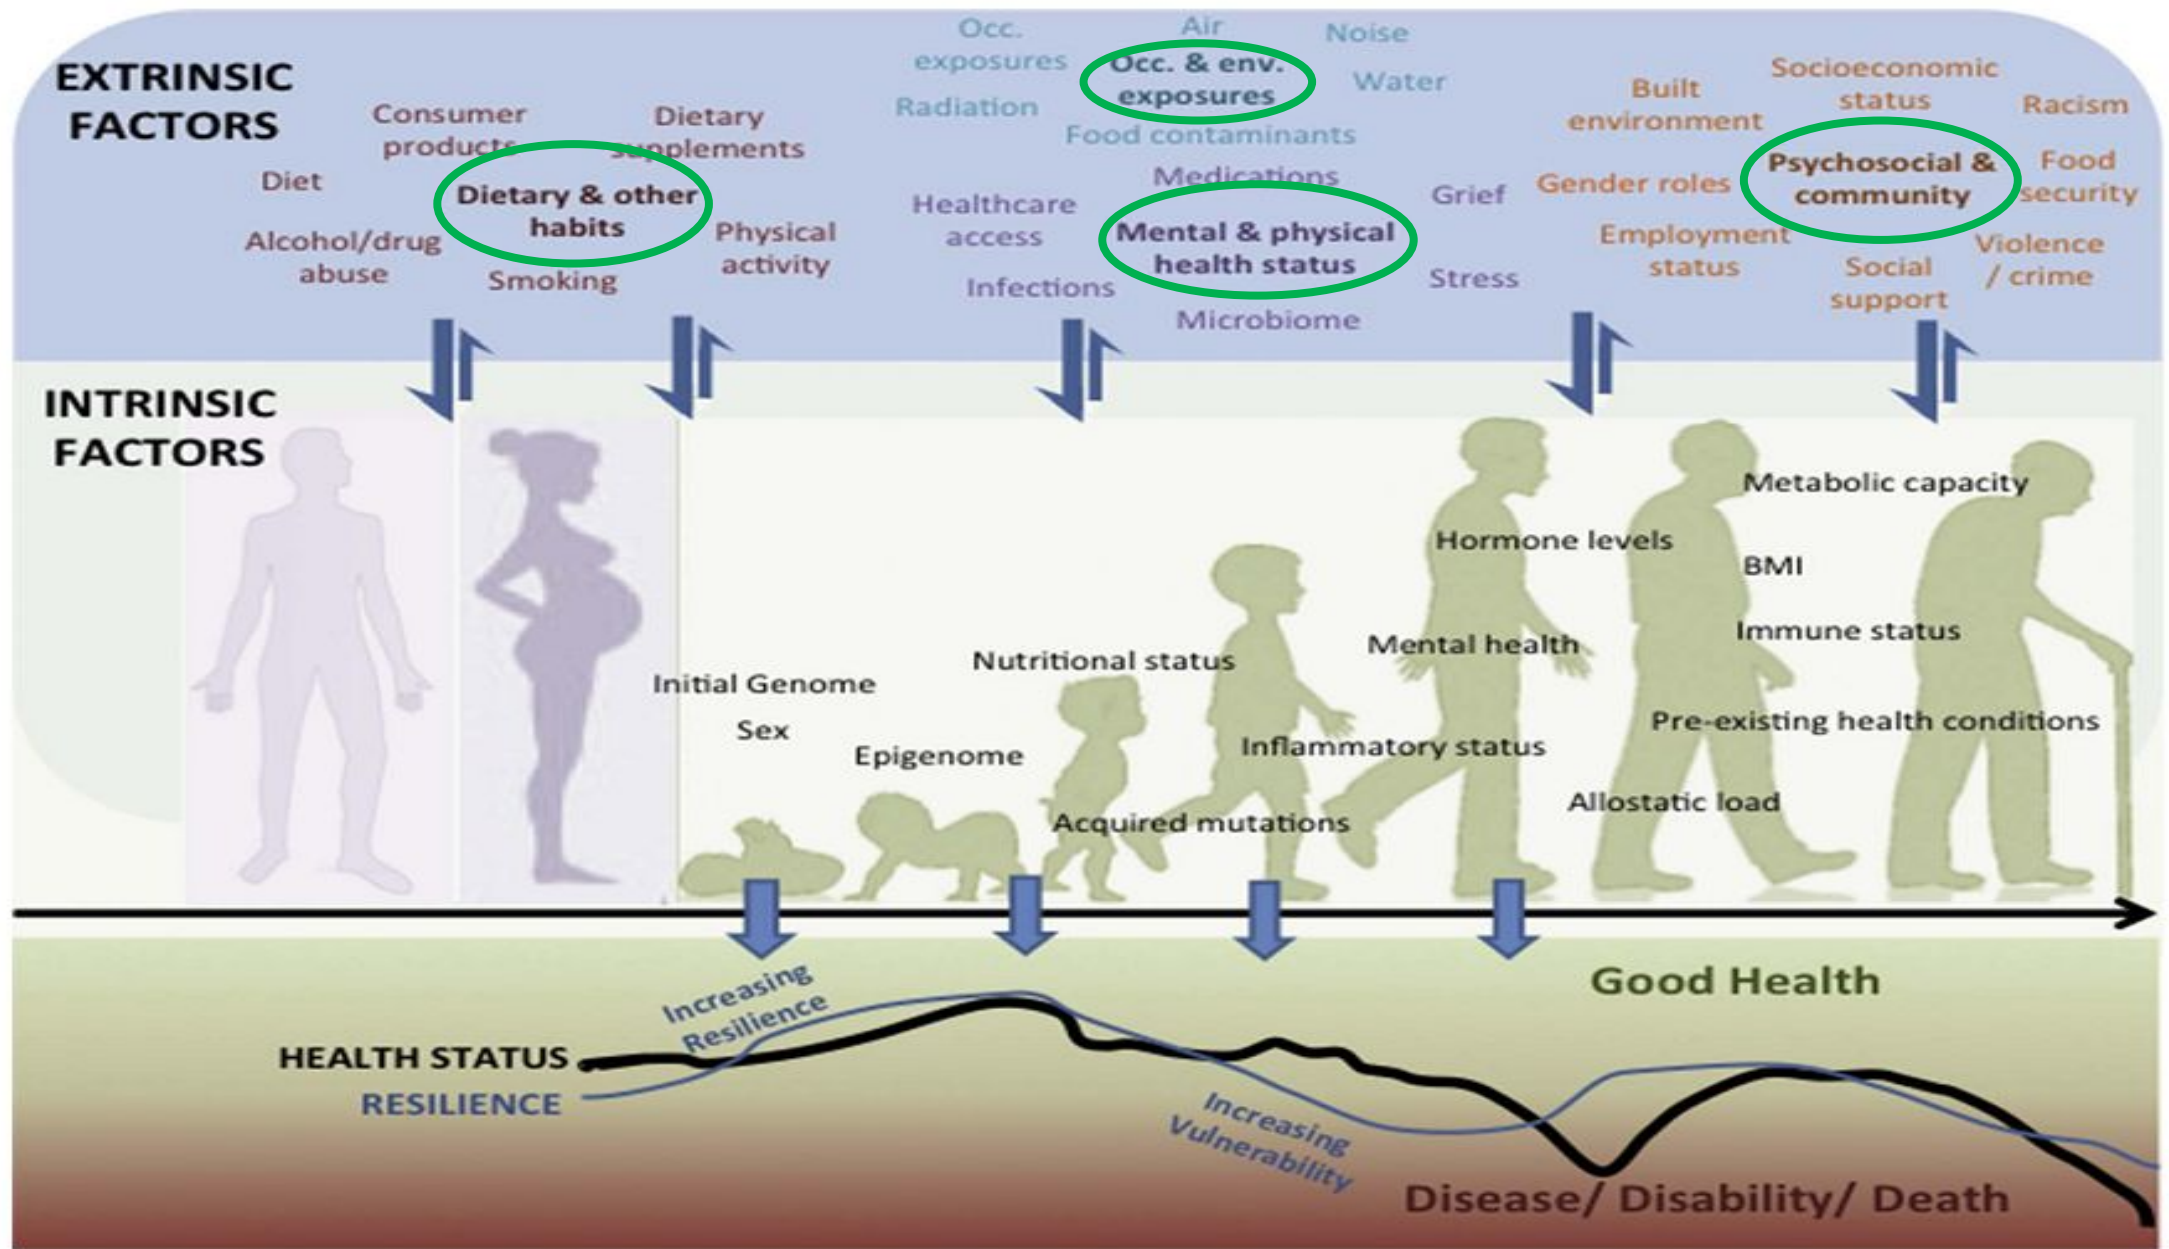 EXTRINSIC
FACTORS
Consumer
products
Dietary
supplements
Diet
Dietary & other
habits
Alcohol/drug
abuse
Smoking
Physical
activity
Occ.
exposures
Air
Noise
Occ. & env.
exposures
Water
Radiation
Food contaminants
Medications
Healthcare
access
Mental & physical
health status
Grief
Infections
Stress
Microbiome
Built
environment
Socioeconomic
status
Racism
Gender roles
Psychosocial &
community
Food
security
Employment
status
Social
support
Violence
/ crime
INTRINSIC
FACTORS
Metabolic capacity
Hormone levels
BMI
Immune status
Mental health
Nutritional status
Initial Genome
Sex
Epigenome
Pre-existing health conditions
Inflammatory status
Allostatic load
Acquired mutations
Increasing
Resilience
Good Health
HEALTH STATUS
RESILIENCE
Increasing
Vulnerability
Disease/ Disability/ Death